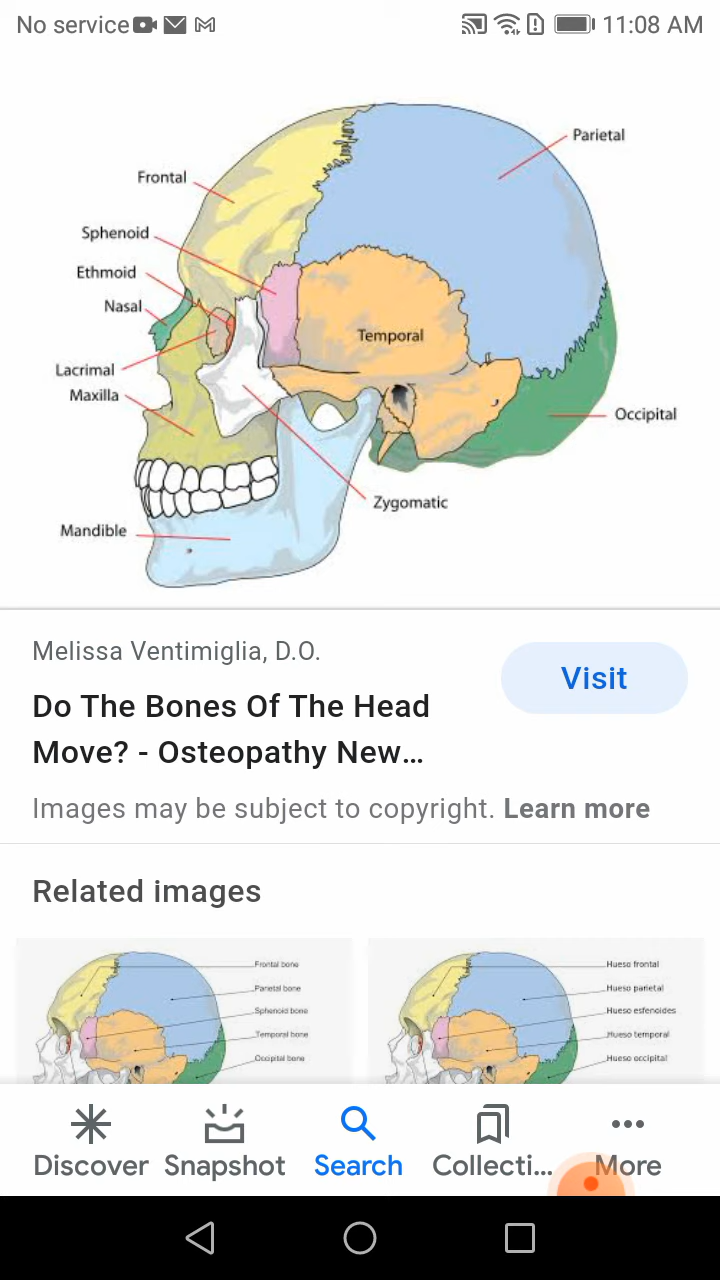 No service 11:08 AM
Parietal
Frontal
Sphenoid
Ethmoid
Nasal
Temporal
Lacrimal
Maxilla
Occipital
Zygomatic
Mandible
Melissa Ventimiglia, D.O.
Visit
Do The Bones Of The Head
Move? - Osteopathy New...
Images may be subject to copyright. Learn more
Related images
Frontal bone
Parietal bone
Sphenoid bone
Temporal bone
Occipital bone
Hueso frontal
Hueso parietal
Hueso esfenoides
Hueso temporal
Hueso occipital
Discover Snapshot Search Collecti... More